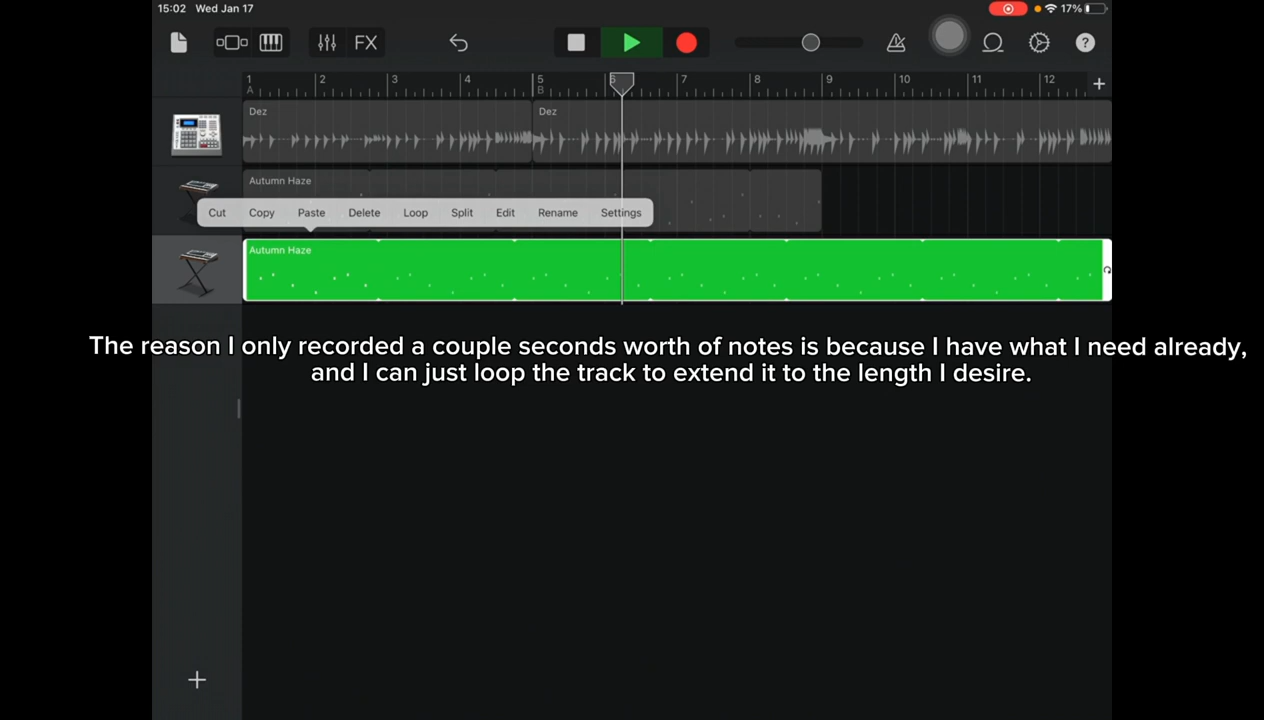 15:02 Wed Jan 17
17%
FX
?
1 2 3 4 5 6 7 8 9 10 11 12 +
A B
Dez Dez
Autumn Haze
Cut Copy Paste Delete Loop Split Edit Rename Settings
Autumn Haze
The reason I only recorded a couple seconds worth of notes is because I have what I need already,
and I can just loop the track to extend it to the length I desire.
+